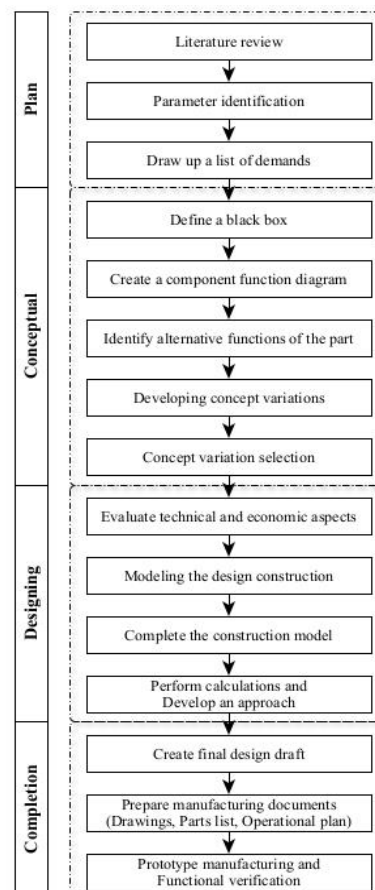 Plan
Literature review
Parameter identification
Draw up a list of demands
Conceptual
Define a black box
Create a component function diagram
Identify alternative functions of the part
Developing concept variations
Concept variation selection
Designing
Evaluate technical and economic aspects
Modeling the design construction
Complete the construction model
Perform calculations and
Develop an approach
Completion
Create final design draft
Prepare manufacturing documents
(Drawings, Parts list, Operational plan)
Prototype manufacturing and
Functional verification